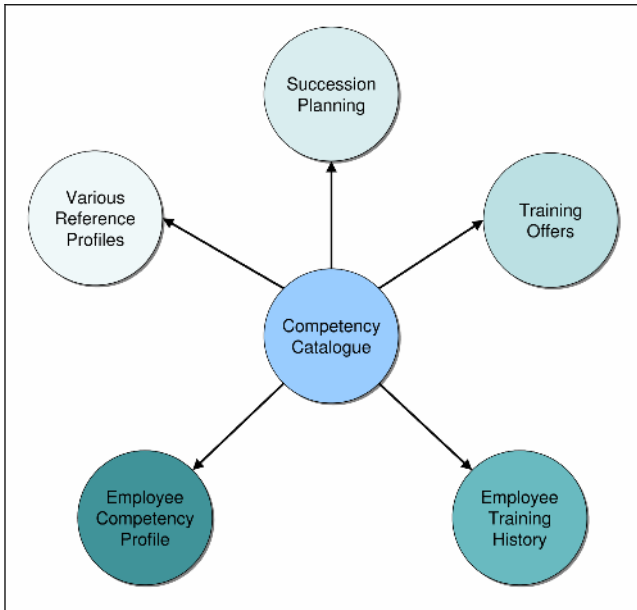 Succession
Planning
Various
Reference
Profiles
Training
Offers
Competency
Catalogue
Employee
Competency
Profile
Employee
Training
History